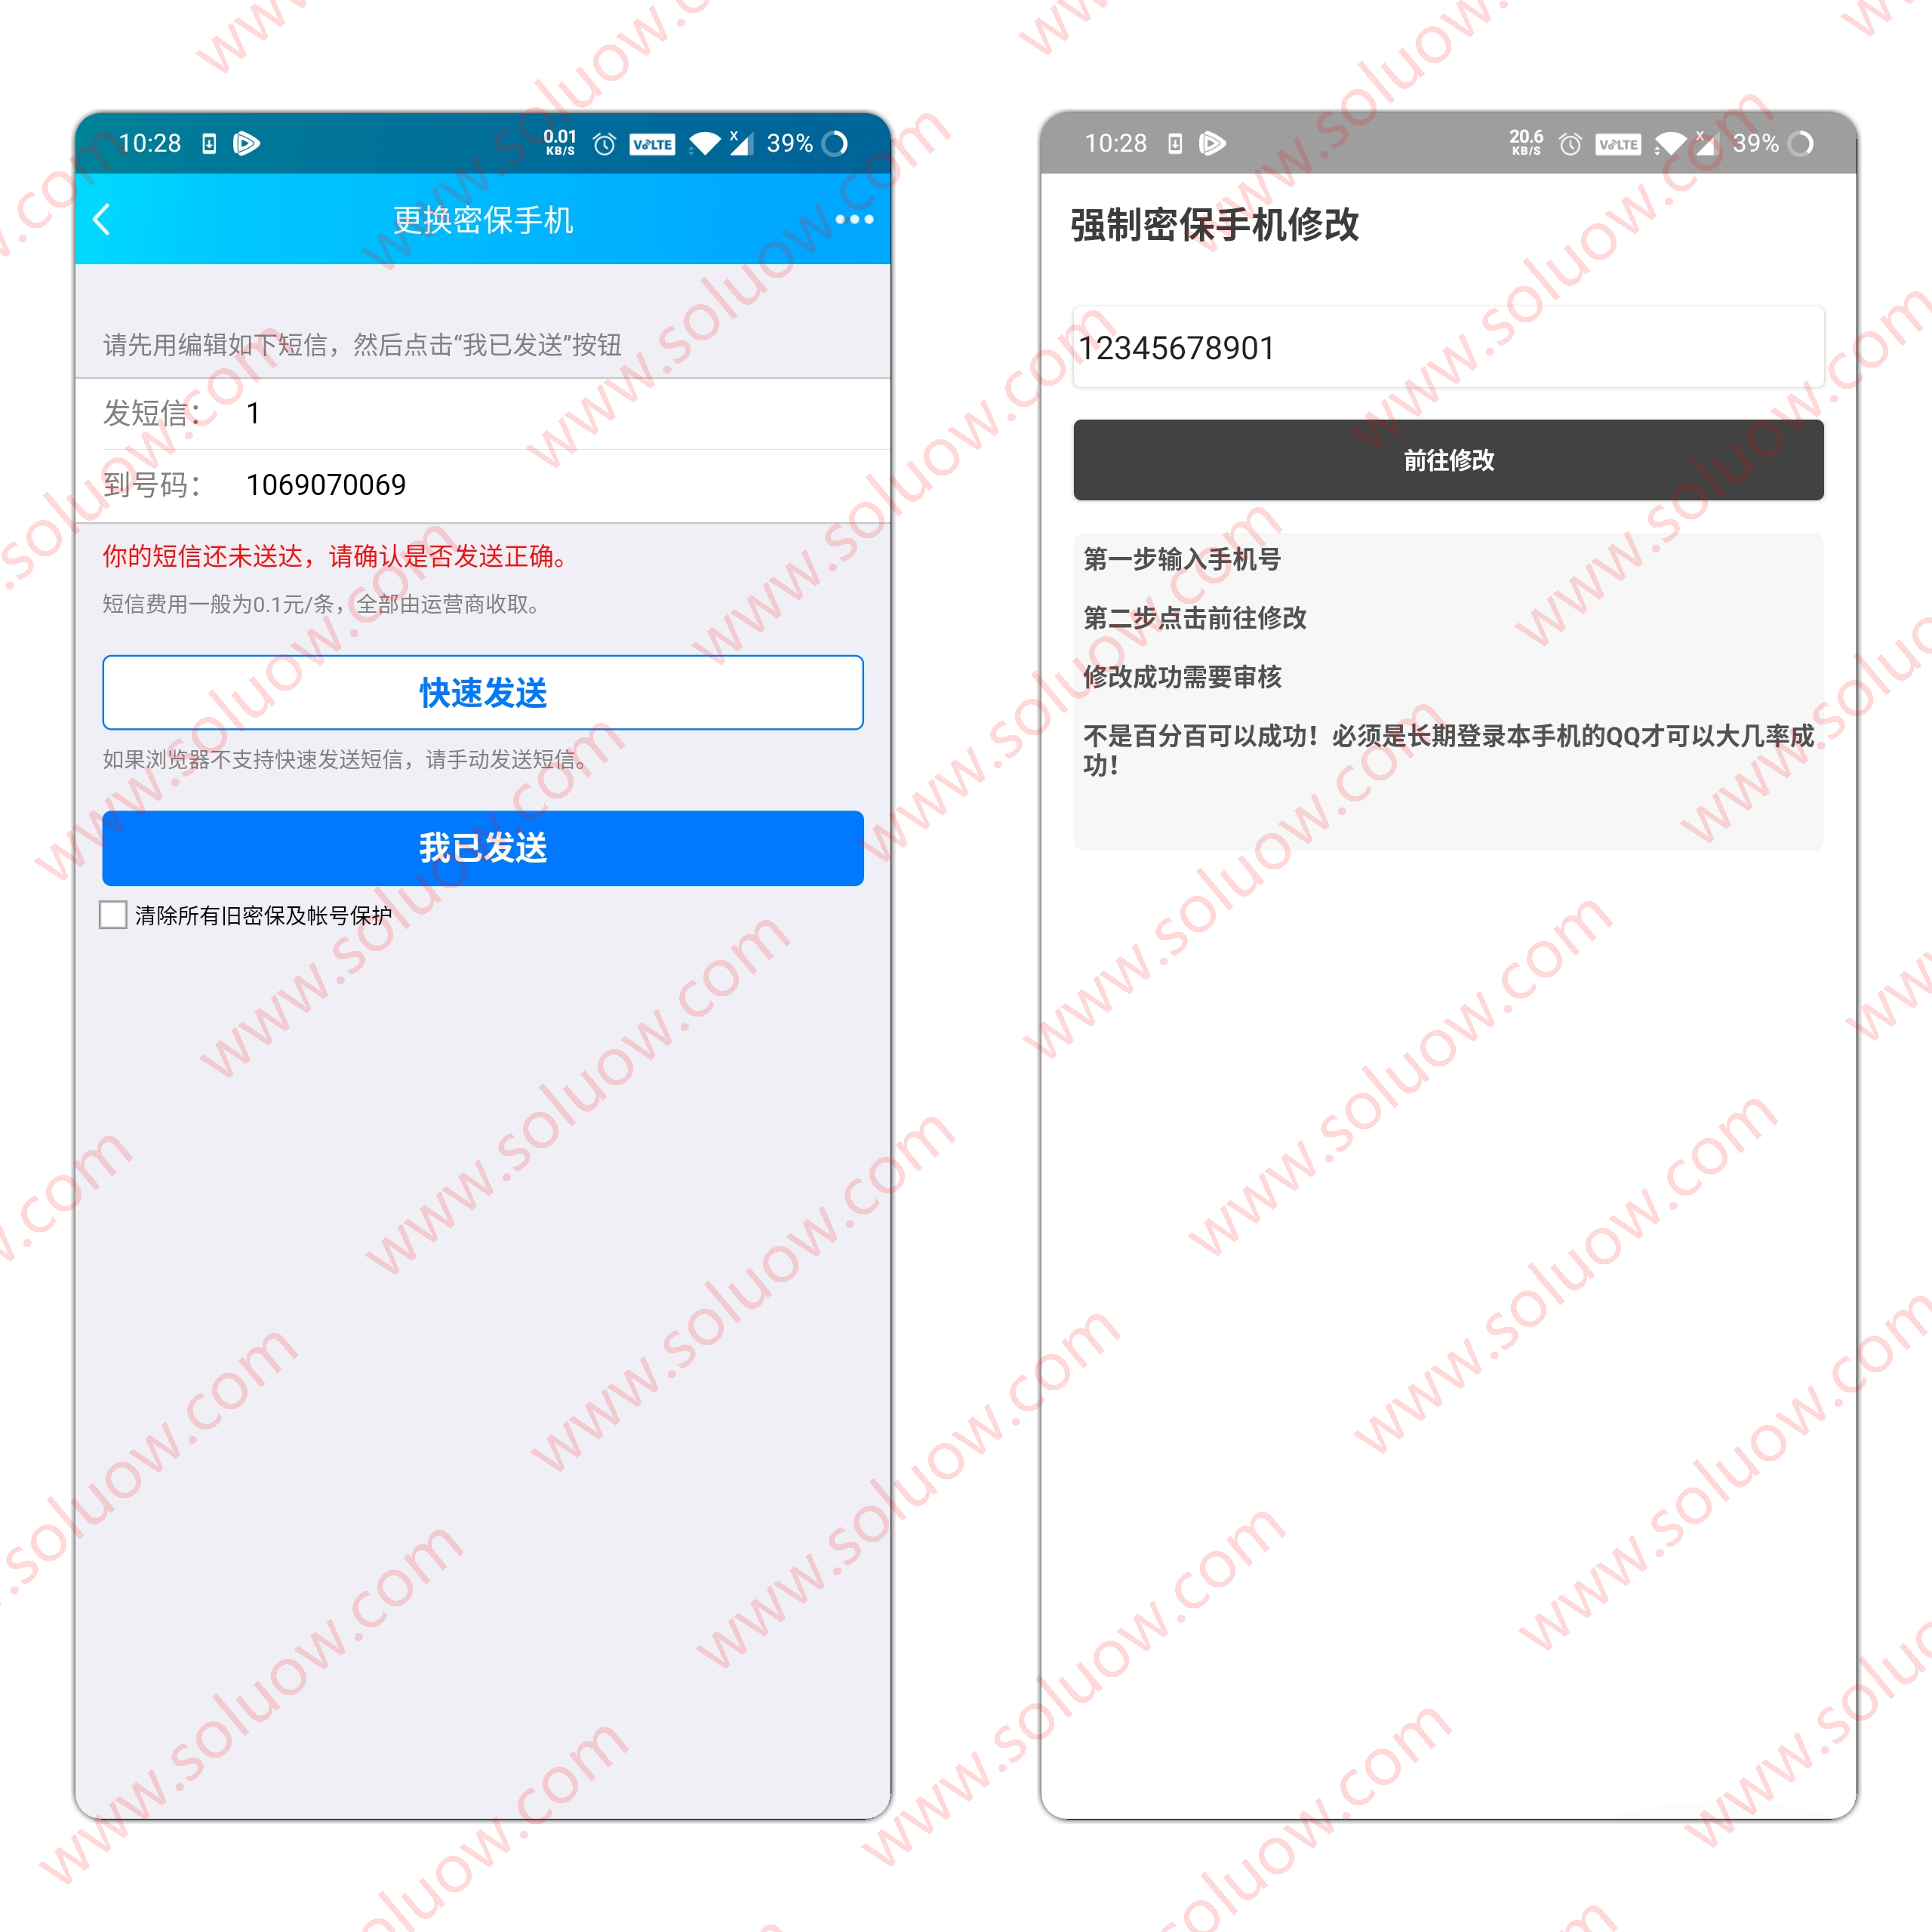 10:28 0.01 KB/S VoLTE 39%
更换密保手机
请先用编辑如下短信，然后点击“我已发送”按钮
发短信： 1
到号码： 1069070069
你的短信还未送达，请确认是否发送正确。
短信费用一般为0.1元/条，全部由运营商收取。
快速发送
如果浏览器不支持快速发送短信，请手动发送短信。
我已发送
清除所有旧密保及帐号保护
10:28 20.6 KB/S VoLTE 39%
强制密保手机修改
12345678901
前往修改
第一步输入手机号
第二步点击前往修改
修改成功需要审核
不是百分百可以成功！必须是长期登录本手机的QQ才可以大几率成
功！
www.soluow.com